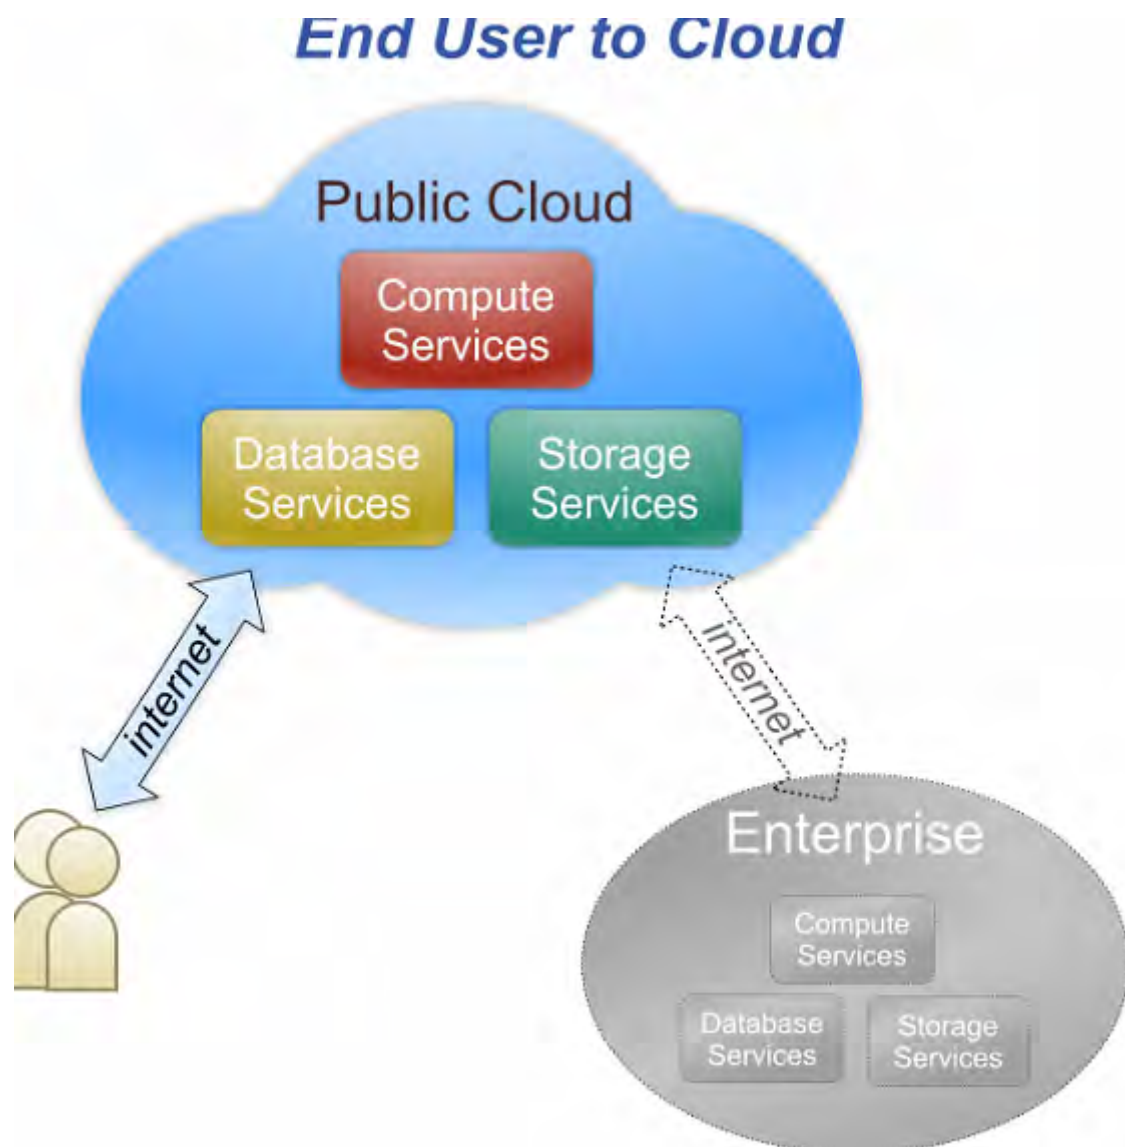 End User to Cloud
Public Cloud
Compute
Services
Database
Services
Storage
Services
internet
internet
Enterprise
Compute
Services
Database
Services
Storage
Services